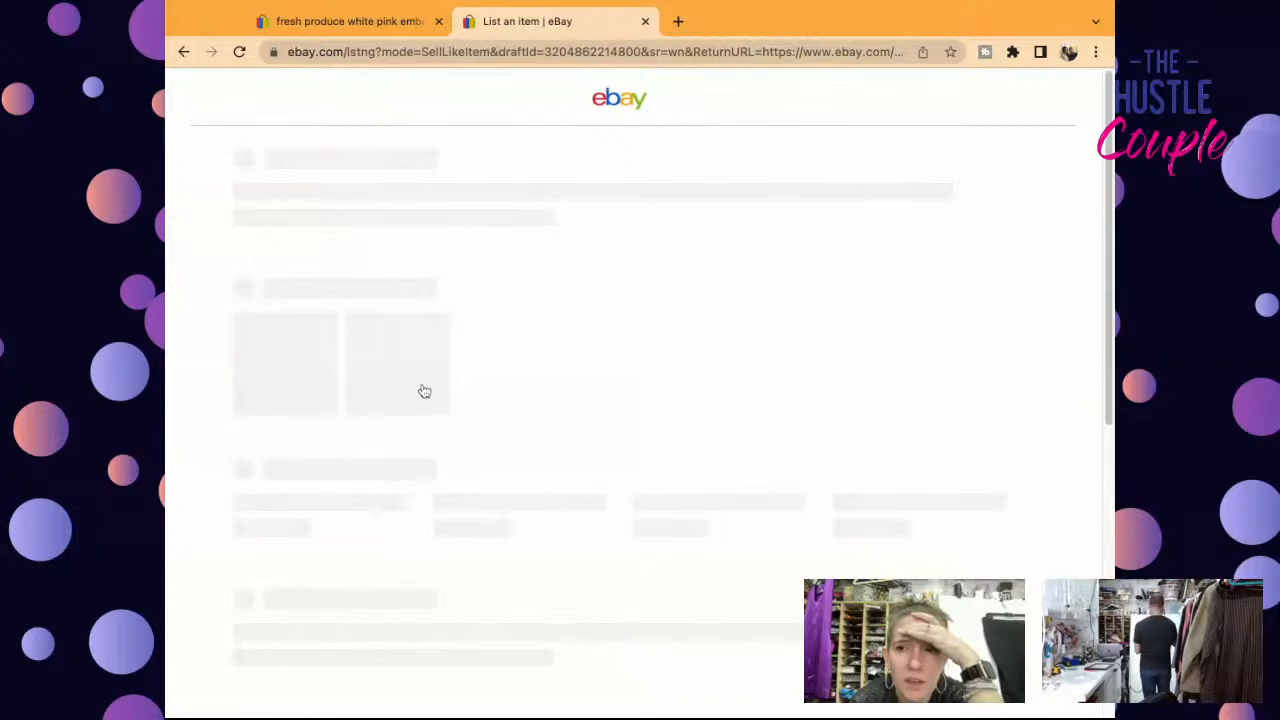 fresh produce white pink emb
List an item | eBay
ebay.com/lstng?mode=SellLikeItem&draftId=3204862214800&sr=wn&ReturnURL=https://www.ebay.com/...
ebay
-THE-
HUSTLE
Couple